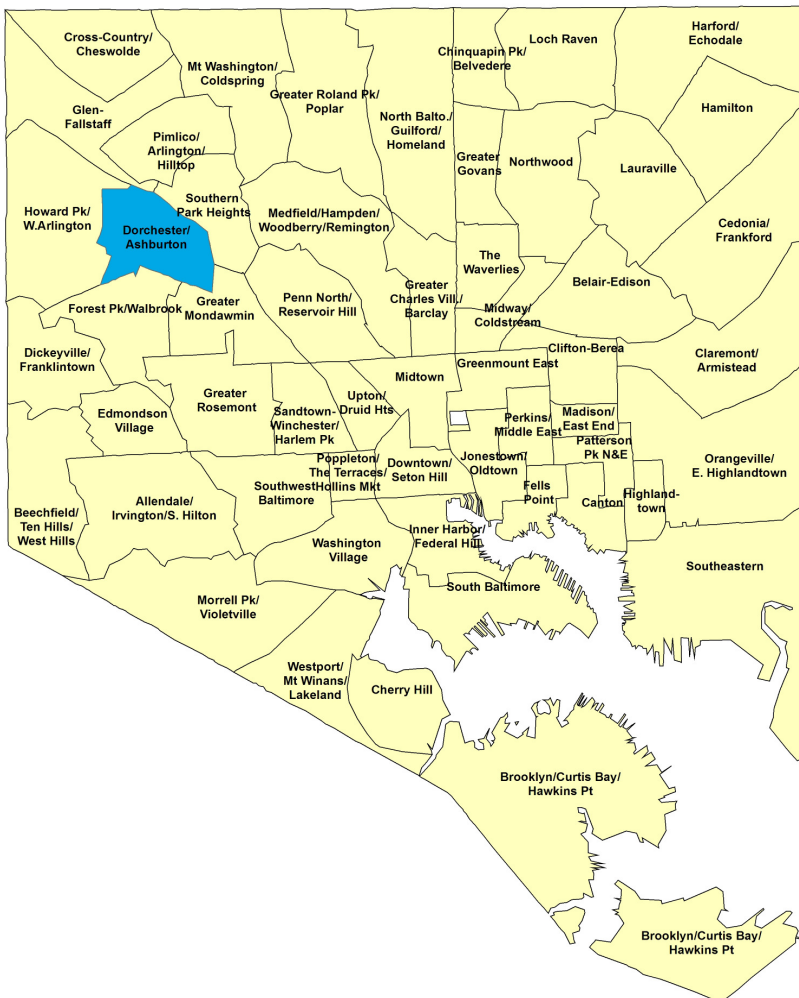 Cross-Country/
Cheswolde
Mt Washington/
Coldspring
Greater Roland Pk/
Poplar
North Balto./
Guilford/
Homeland
Chinquapin Pk/
Belvedere
Loch Raven
Harford/
Echodale
Glen-
Fallstaff
Pimlico/
Arlington/
Hilltop
Greater
Govans
Northwood
Lauraville
Hamilton
Howard Pk/
W.Arlington
Dorchester/
Ashburton
Southern
Park Heights
Medfield/Hampden/
Woodberry/Remington
The
Waverlies
Cedonia/
Frankford
Belair-Edison
Forest Pk/Walbrook
Greater
Mondawmin
Penn North/
Reservoir Hill
Greater
Charles Vill./
Barclay
Midway/
Coldstream
Dickeyville/
Franklintown
Clifton-Berea
Claremont/
Armistead
Greenmount East
Midtown
Edmondson
Village
Greater
Rosemont
Sandtown-
Winchester/
Harlem Pk
Upton/
Druid Hts
Perkins/
Middle East
Madison/
East End
Patterson
Pk N&E
Orangeville/
E. Highlandtown
Poppleton/
The Terraces/
Hollins Mkt
Downtown/
Seton Hill
Jonestown/
Oldtown
Southwest
Baltimore
Fells
Point
Canton
Highland-
town
Allendale/
Irvington/S. Hilton
Beechfield/
Ten Hills/
West Hills
Washington
Village
Inner Harbor/
Federal Hill
Southeastern
South Baltimore
Morrell Pk/
Violetville
Westport/
Mt Winans/
Lakeland
Cherry Hill
Brooklyn/Curtis Bay/
Hawkins Pt
Brooklyn/Curtis Bay/
Hawkins Pt